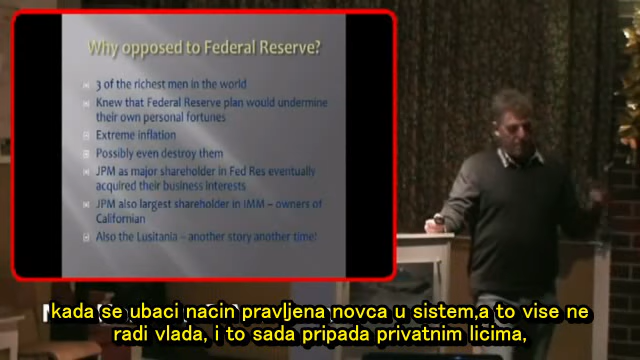 Why opposed to Federal Reserve?
3 of the richest men in the world
Knew that Federal Reserve plan would undermine
their own personal fortunes
Extreme inflation
Possibly even destroy them
JPM as major shareholder in Fed Res eventually
acquired their business interests
JPM also largest shareholder in IMM – owners of
Californian
Also the Lusitania – another story another time!
kada se ubaci nacin pravljena novca u sistem,a to vise ne
radi vlada, i to sada pripada privatnim licima,